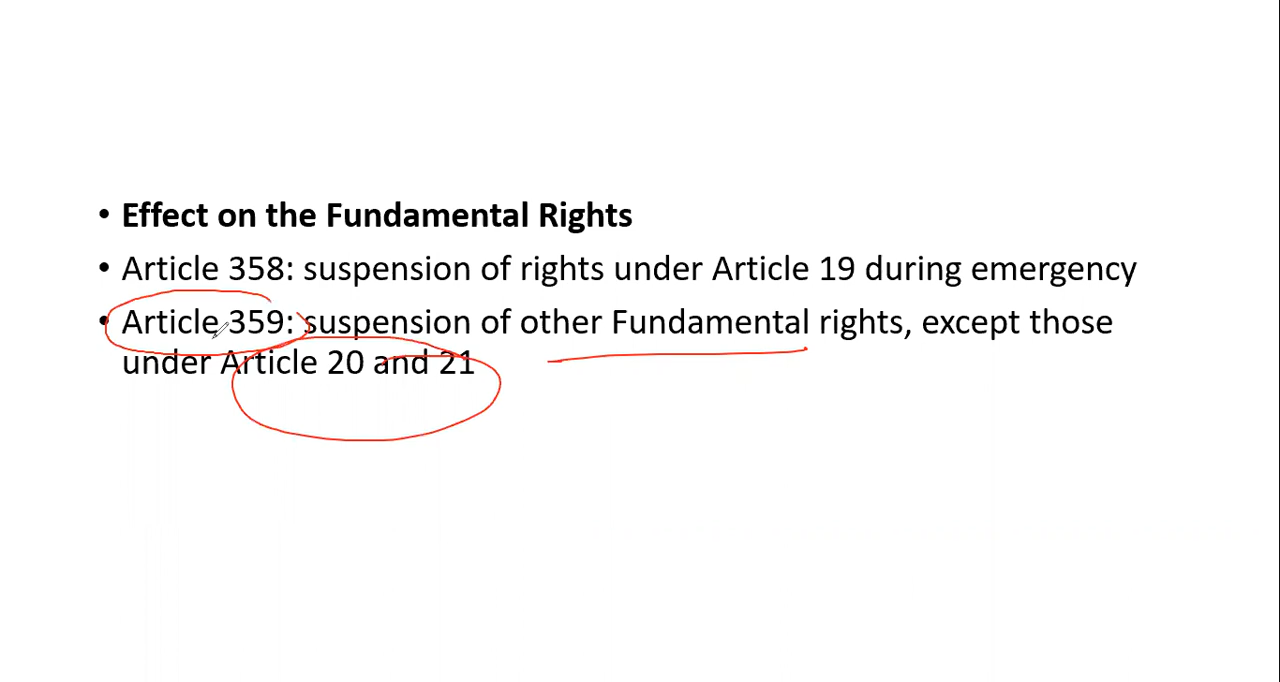 • Effect on the Fundamental Rights
• Article 358: suspension of rights under Article 19 during emergency
• Article 359: suspension of other Fundamental rights, except those
under Article 20 and 21